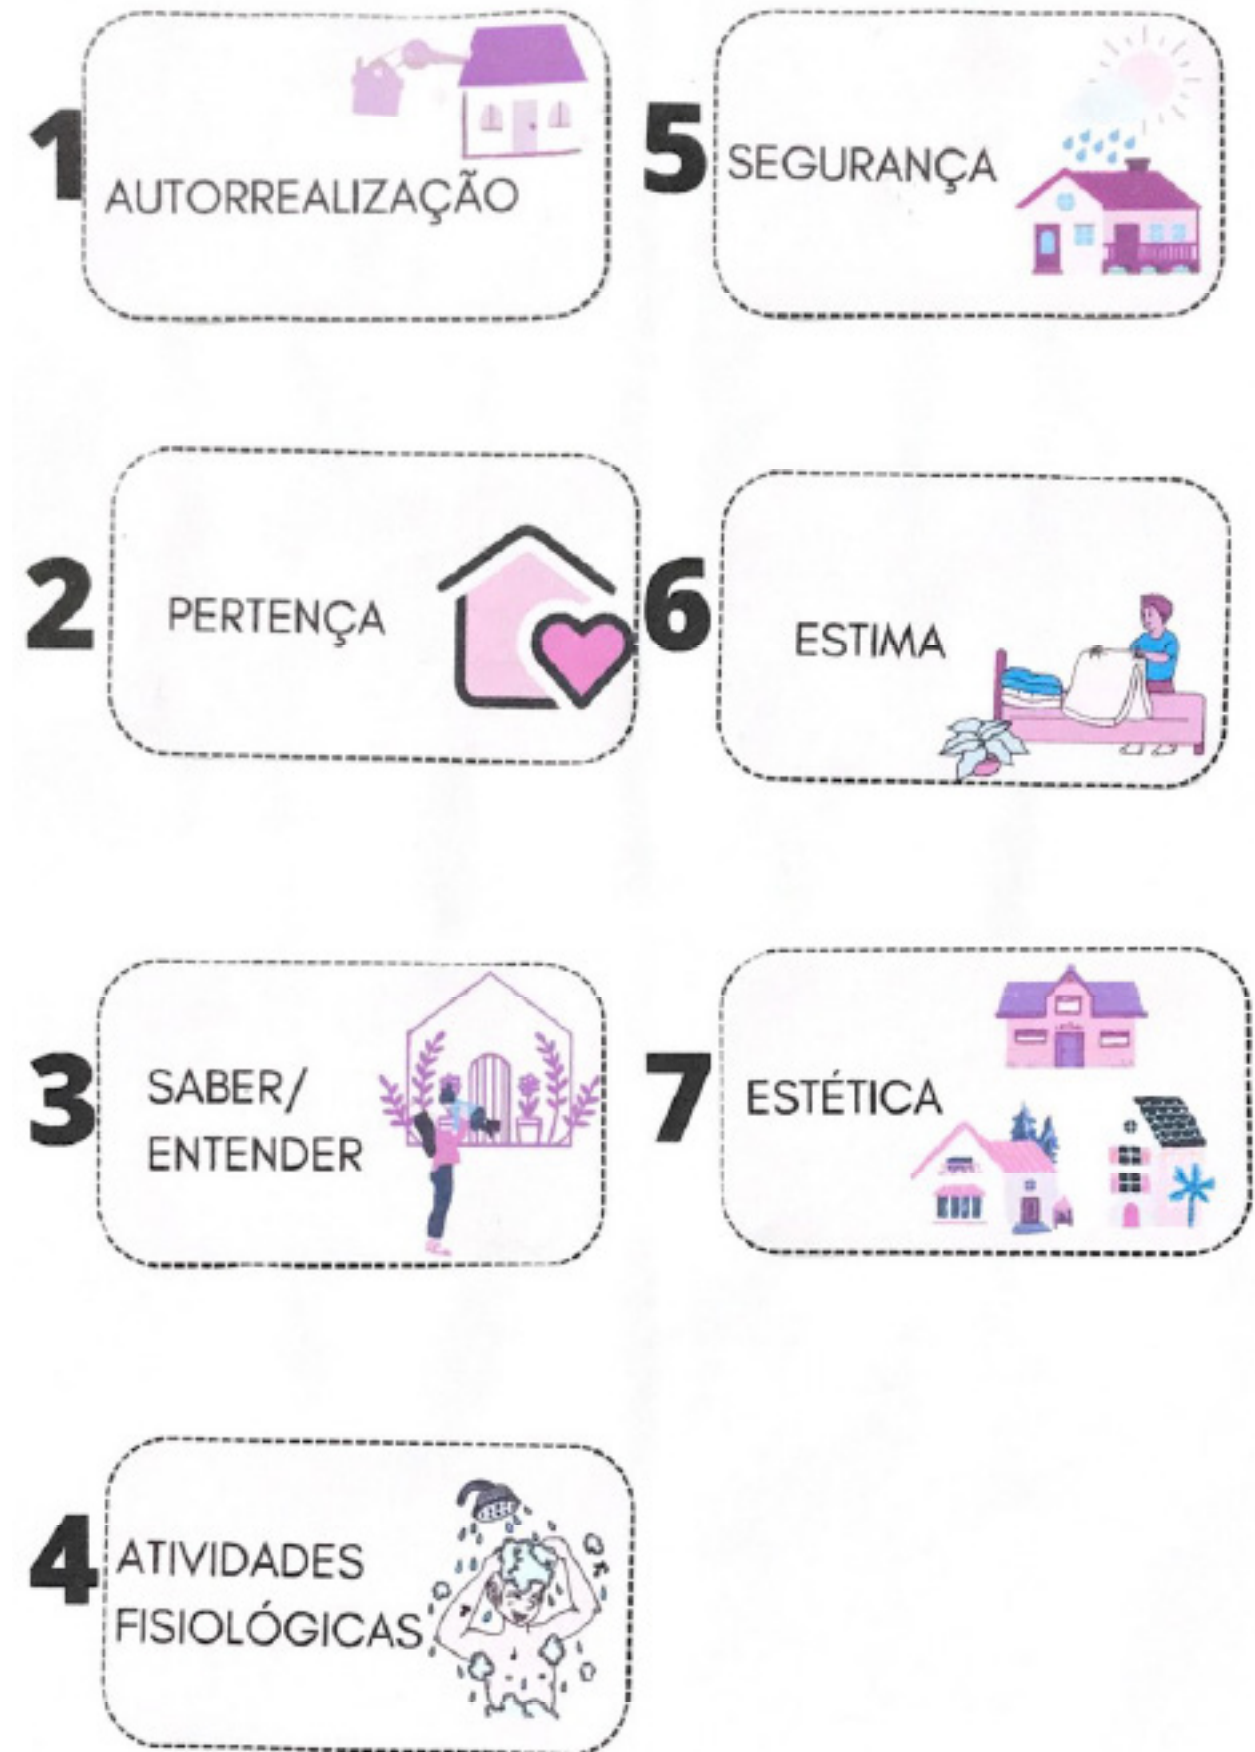 1
AUTORREALIZAÇÃO
2
PERTENÇA
3
SABER/
ENTENDER
4
ATIVIDADES
FISIOLÓGICAS
5
SEGURANÇA
6
ESTIMA
7
ESTÉTICA